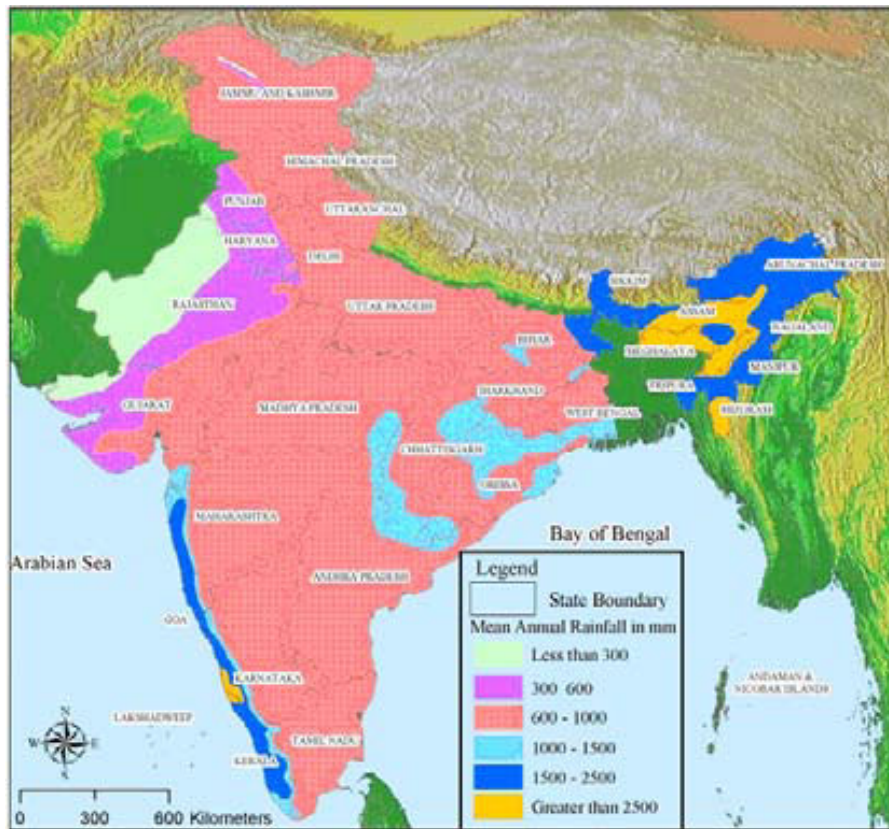 JAMMU AND KASHMIR
HIMACHAL PRADESH
PUNJAB
UTTARANCHAL
HARYANA
DELHI
ARUNACHAL PRADESH
SIKKIM
RAJASTHAN
UTTAR PRADESH
ASSAM
NAGALAND
BIHAR
MEGHALAYA
MANIPUR
TRIPURA
JHARKHAND
GUJARAT
MADHYA PRADESH
WEST BENGAL
MIZORAM
CHHATTISGARH
ORISSA
MAHARASHTRA
Bay of Bengal
Arabian Sea
ANDHRA PRADESH
GOA
KARNATAKA
LAKSHADWEEP
TAMIL NADU
KERALA
ANDAMAN &
NICOBAR ISLANDS
Legend
State Boundary
Mean Annual Rainfall in mm
Less than 300
300 600
600 - 1000
1000 - 1500
1500 - 2500
Greater than 2500
N
W E
S
0 300 600 Kilometers